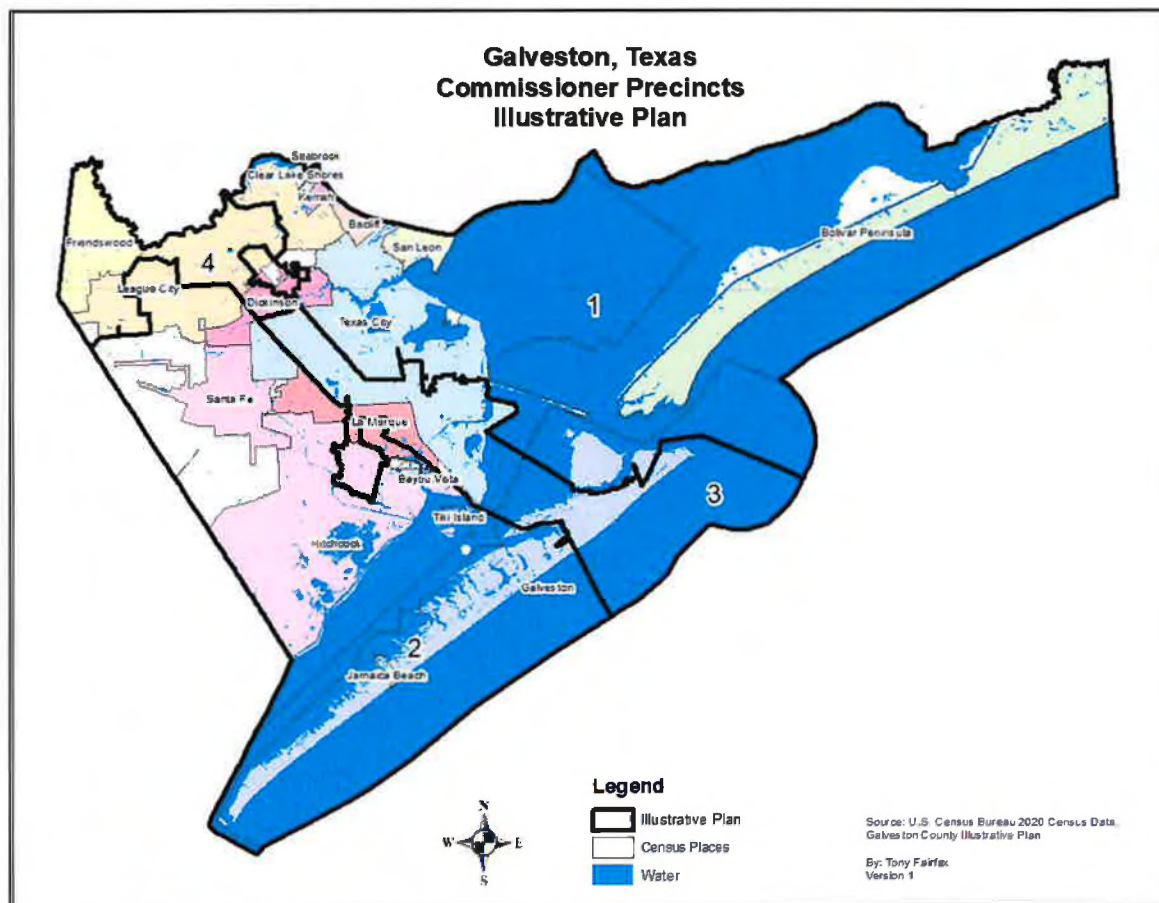 Galveston, Texas
Commissioner Precincts
Illustrative Plan
Seabrook
Clear Lake Shores
Kemah
Bacliff
San Leon
Friendswood
4
League City
Dickinson
Texas City
1
Bolivar Peninsula
Santa Fe
La Marque
Bayou Vista
3
Tiki Island
Hitchcock
Galveston
2
Jamaica Beach
N
W
E
S
Legend
Illustrative Plan
Census Places
Water
Source: U.S. Census Bureau 2020 Census Data,
Galveston County Illustrative Plan
By: Tony Fairfax
Version 1